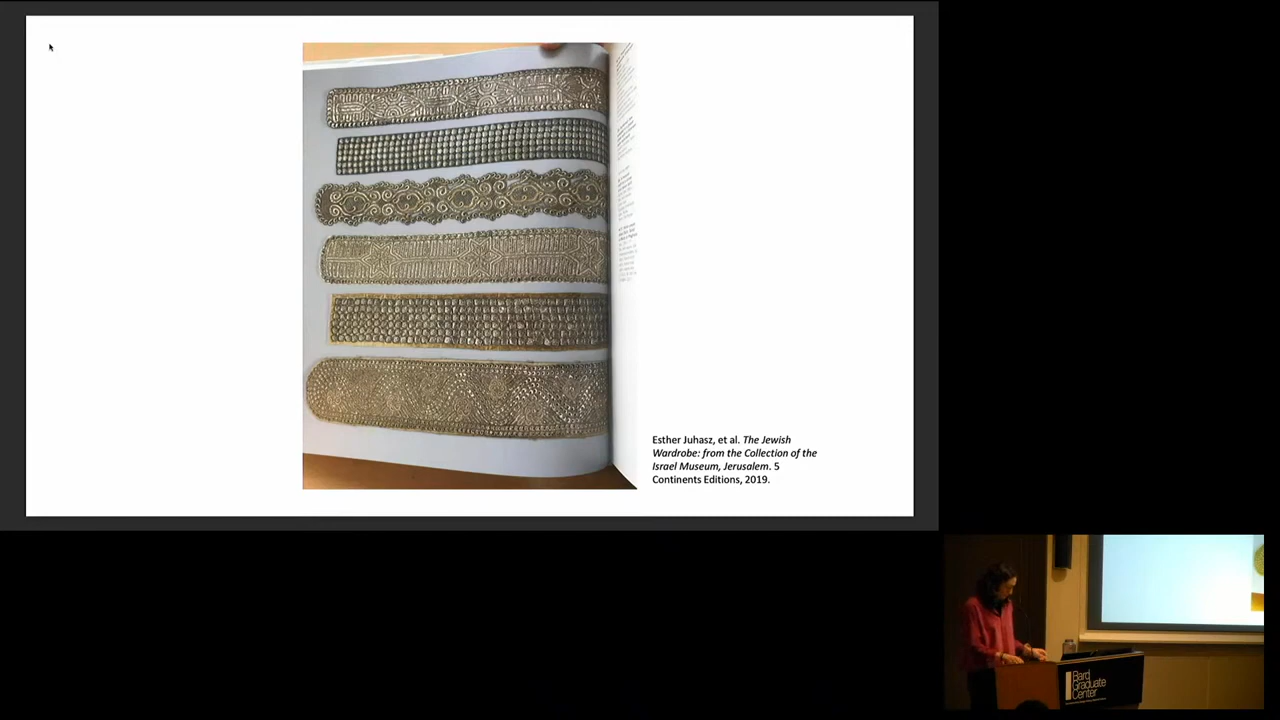 Esther Juhasz, et al. The Jewish
Wardrobe: from the Collection of the
Israel Museum, Jerusalem. 5
Continents Editions, 2019.
Bard
Graduate
Center